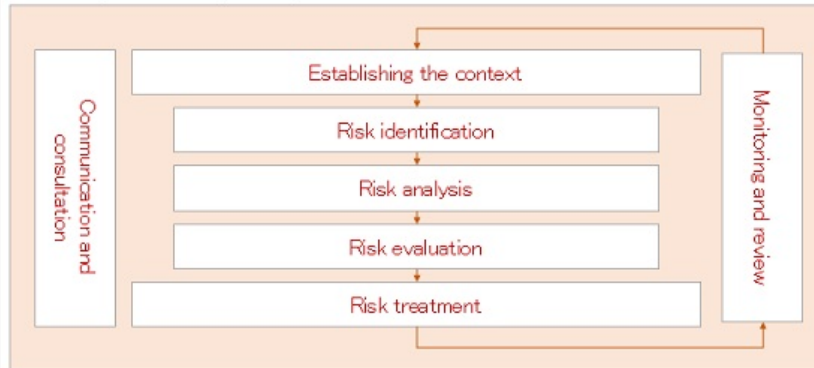 Communication and
consultation
Establishing the context
Risk identification
Risk analysis
Risk evaluation
Risk treatment
Monitoring and review